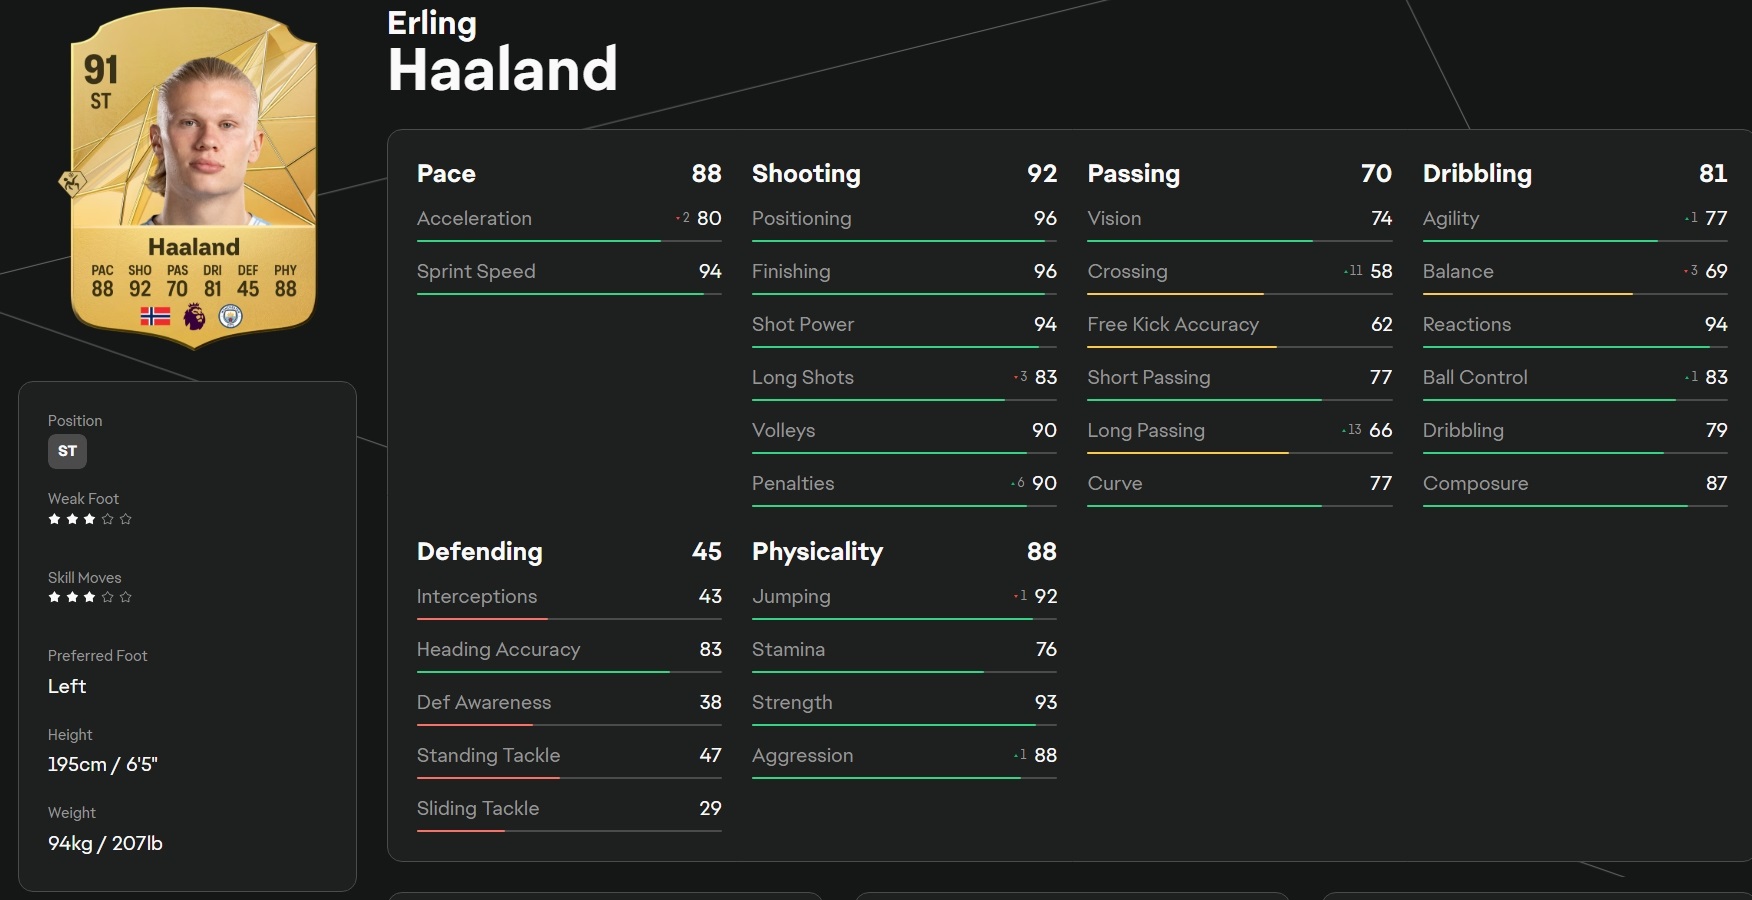 91
ST
Haaland
PAC SHO PAS DRI DEF PHY
88 92 70 81 45 88
Position
ST
Weak Foot
Skill Moves
Preferred Foot
Left
Height
195cm / 6'5"
Weight
94kg / 207lb
Erling
Haaland
Pace 88
Acceleration 2 80
Sprint Speed 94
Shooting 92
Positioning 96
Finishing 96
Shot Power 94
Long Shots 3 83
Volleys 90
Penalties 6 90
Passing 70
Vision 74
Crossing 11 58
Free Kick Accuracy 62
Short Passing 77
Long Passing 13 66
Curve 77
Dribbling 81
Agility 1 77
Balance 3 69
Reactions 94
Ball Control 1 83
Dribbling 79
Composure 87
Defending 45
Interceptions 43
Heading Accuracy 83
Def Awareness 38
Standing Tackle 47
Sliding Tackle 29
Physicality 88
Jumping 1 92
Stamina 76
Strength 93
Aggression 1 88